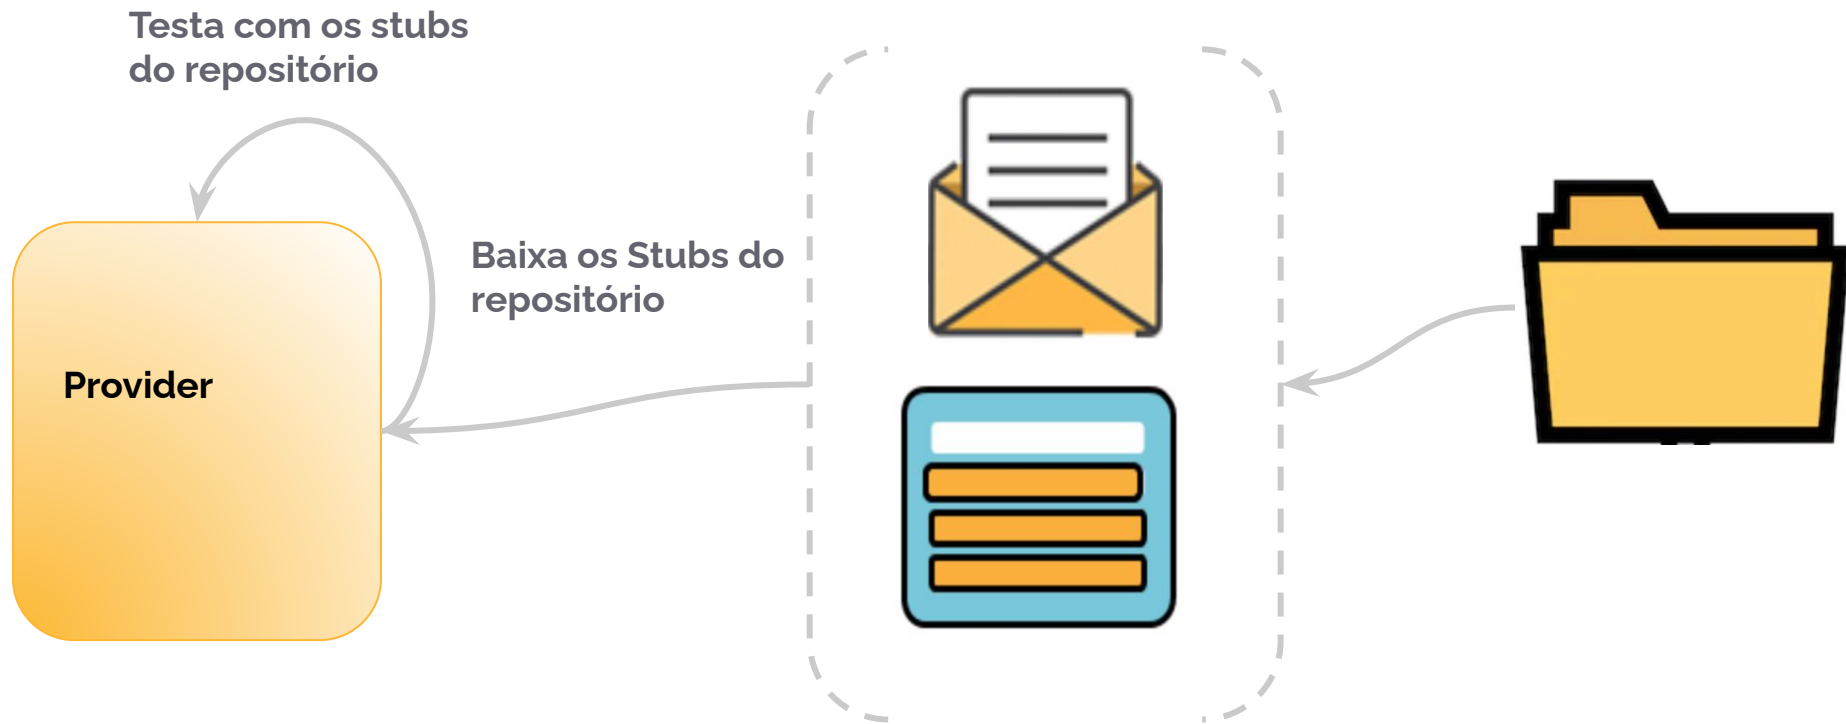 Testa com os stubs
do repositório
Baixa os Stubs do
repositório
Provider